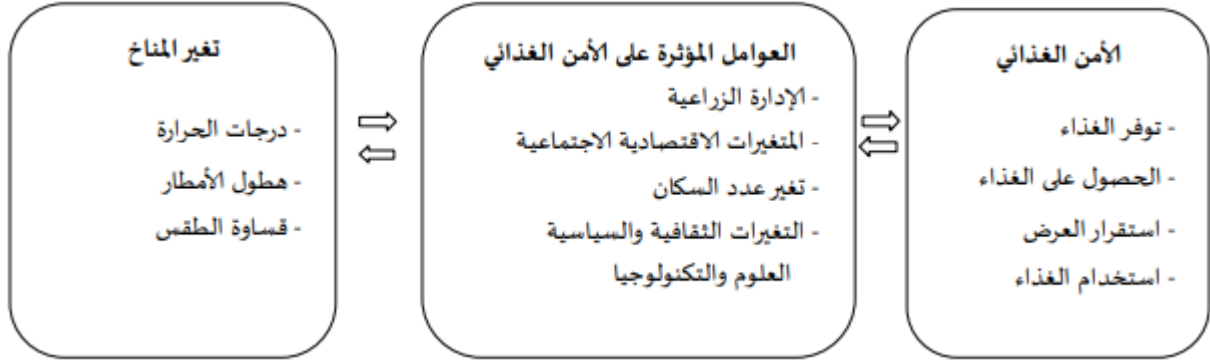 الأمن الغذائي
- توفر الغذاء
- الحصول على الغذاء
- استقرار العرض
- استخدام الغذاء
العوامل المؤثرة على الأمن الغذائي
- الإدارة الزراعية
- المتغيرات الاقتصادية الاجتماعية
- تغير عدد السكان
- التغيرات الثقافية والسياسية
العلوم والتكنولوجيا
تغير المناخ
- درجات الحرارة
- هطول الأمطار
- قساوة الطقس